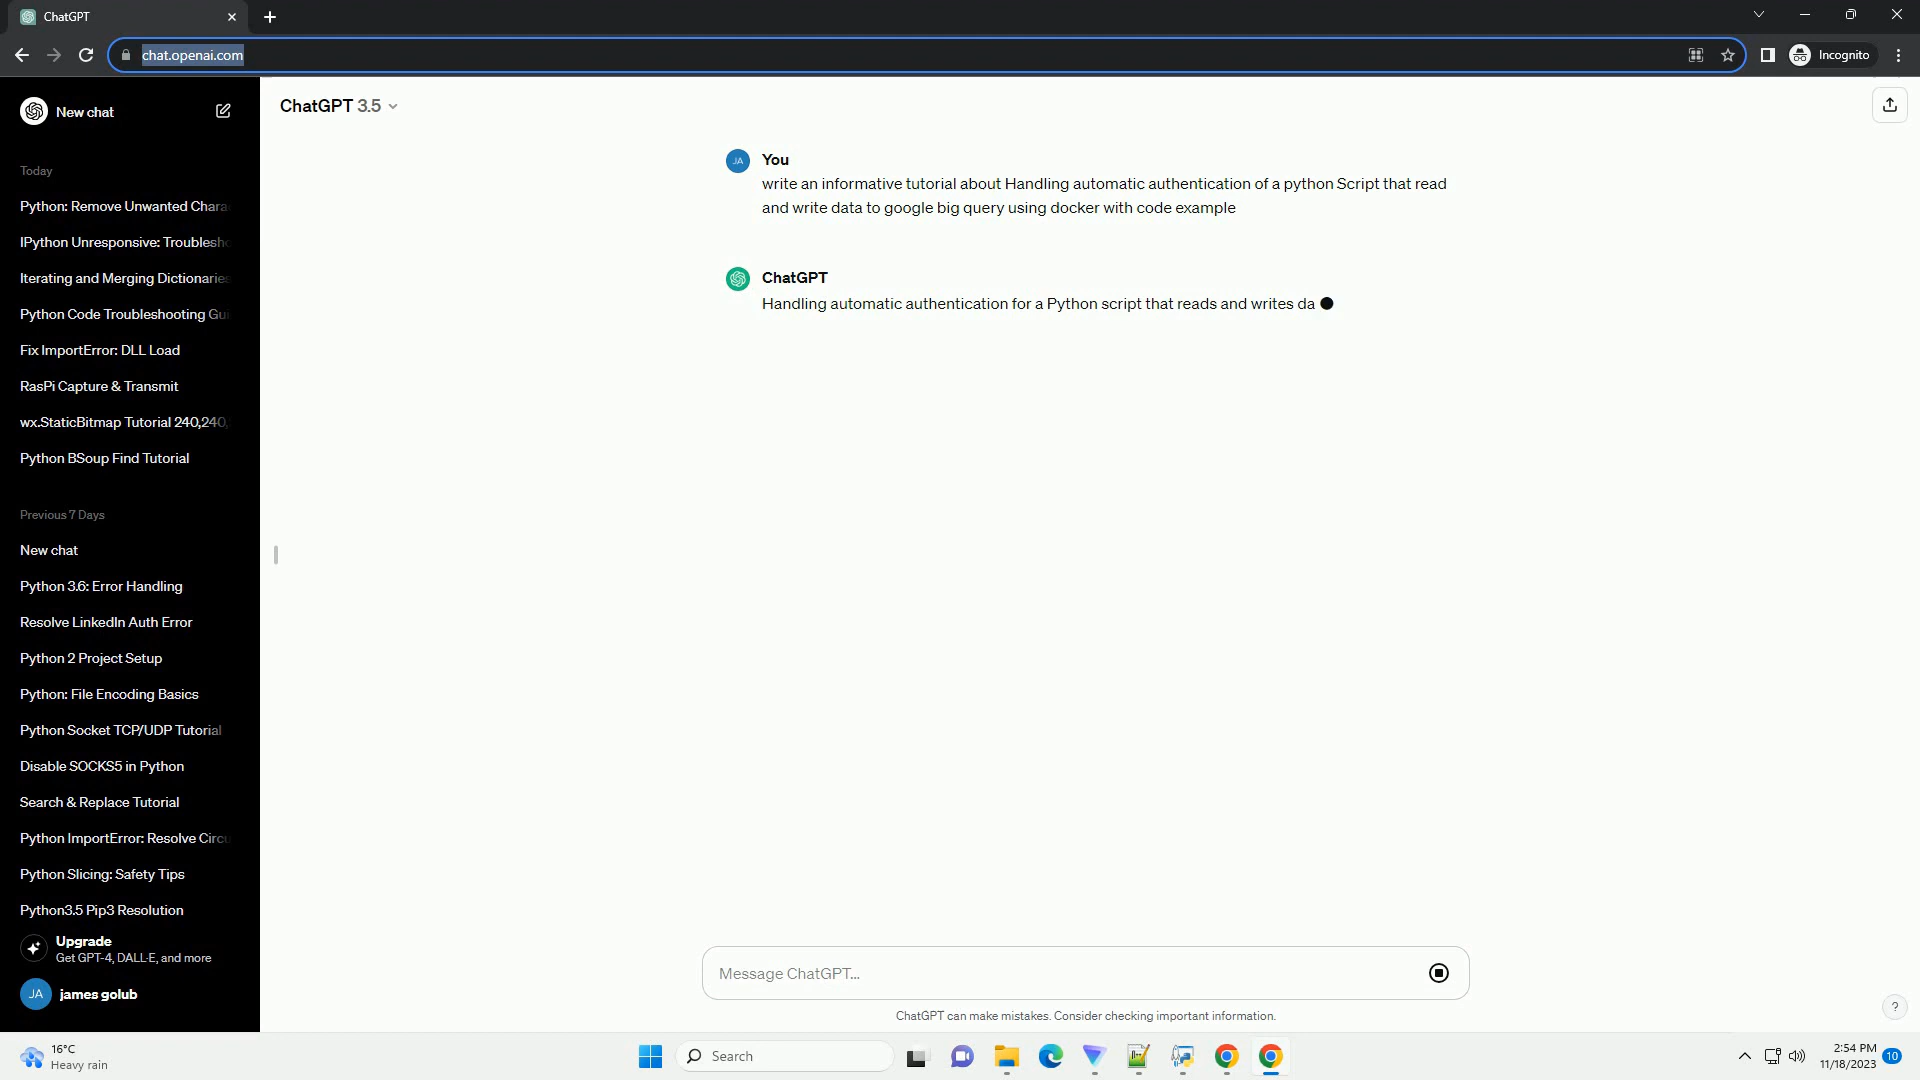 ChatGPT
chat.openai.com
Incognito
New chat
ChatGPT 3.5
Today
Python: Remove Unwanted Chara
IPython Unresponsive: Troublesho
Iterating and Merging Dictionaries
Python Code Troubleshooting Gui
Fix ImportError: DLL Load
RasPi Capture & Transmit
wx.StaticBitmap Tutorial 240,240,
Python BSoup Find Tutorial
Previous 7 Days
New chat
Python 3.6: Error Handling
Resolve LinkedIn Auth Error
Python 2 Project Setup
Python: File Encoding Basics
Python Socket TCP/UDP Tutorial
Disable SOCKS5 in Python
Search & Replace Tutorial
Python ImportError: Resolve Circu
Python Slicing: Safety Tips
Python3.5 Pip3 Resolution
Upgrade
Get GPT-4, DALL·E, and more
JA
james golub
JA
You
write an informative tutorial about Handling automatic authentication of a python Script that read
and write data to google big query using docker with code example
ChatGPT
Handling automatic authentication for a Python script that reads and writes da
Message ChatGPT...
ChatGPT can make mistakes. Consider checking important information.
?
16°C
Heavy rain
Search
2:54 PM
11/18/2023
10